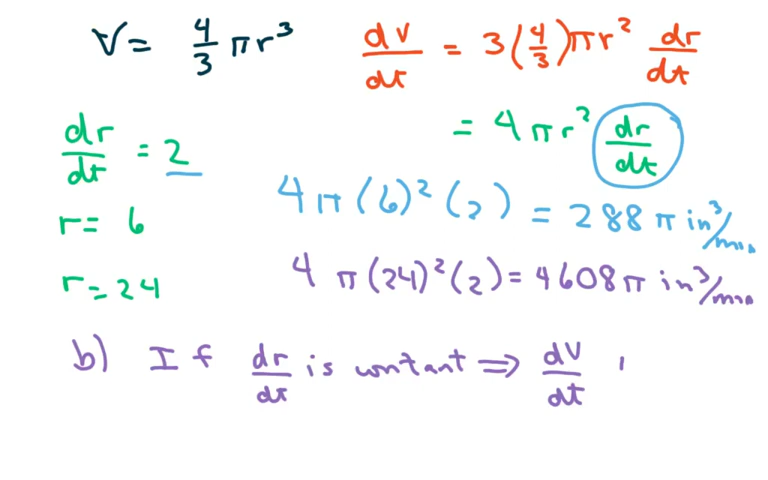 V = 4/3 πr³
dV/dt = 3(4/3)πr² dr/dt
= 4πr² dr/dt
dr/dt = 2
r = 6
r = 24
4π(6)²(2) = 288π in³/min
4π(24)²(2) = 4608π in³/min
b) If dr/dt is contant ⇒ dV/dt